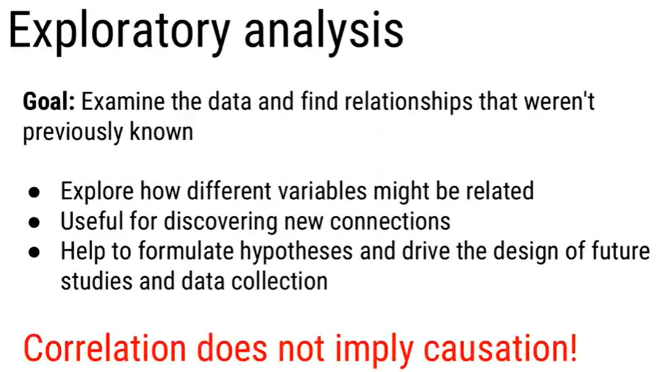 Exploratory analysis
Goal: Examine the data and find relationships that weren't
previously known
● Explore how different variables might be related
● Useful for discovering new connections
● Help to formulate hypotheses and drive the design of future
studies and data collection
Correlation does not imply causation!